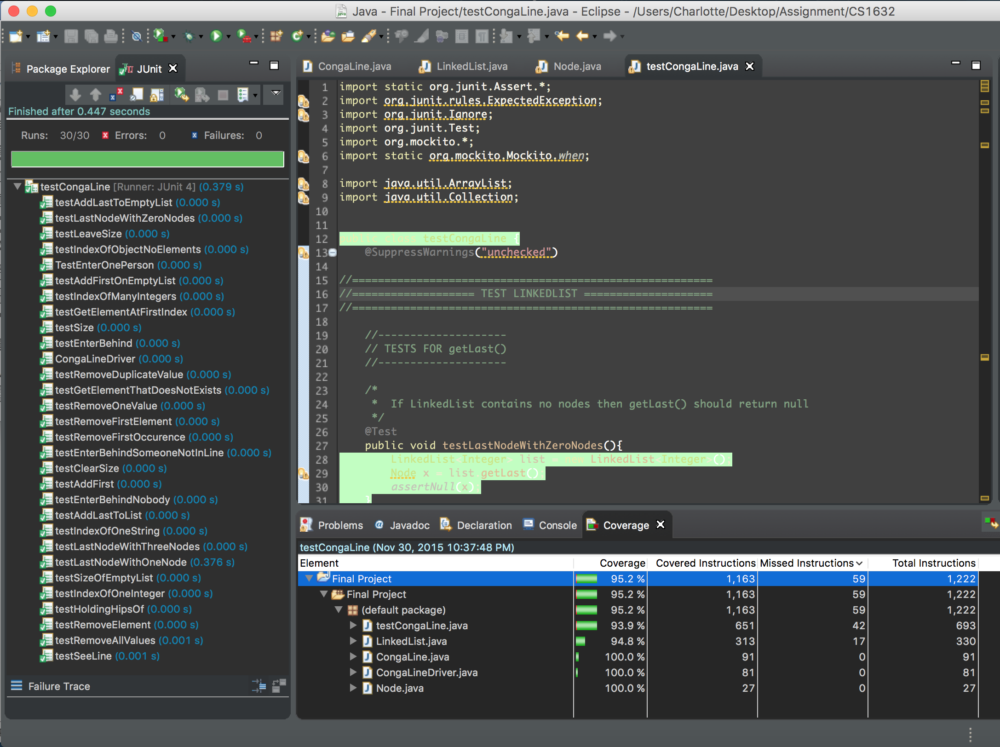 Java - Final Project/testCongaLine.java - Eclipse - /Users/Charlotte/Desktop/Assignment/CS1632
Package Explorer
JUnit
Finished after 0.447 seconds
Runs: 30/30 Errors: 0 Failures: 0
testCongaLine [Runner: JUnit 4] (0.379 s)
testAddLastToEmptyList (0.000 s)
testLastNodeWithZeroNodes (0.000 s)
testLeaveSize (0.000 s)
testIndexOfObjectNoElements (0.000 s)
TestEnterOnePerson (0.000 s)
testAddFirstOnEmptyList (0.000 s)
testIndexOfManyIntegers (0.000 s)
testGetElementAtFirstIndex (0.000 s)
testSize (0.000 s)
testEnterBehind (0.000 s)
CongaLineDriver (0.000 s)
testRemoveDuplicateValue (0.000 s)
testGetElementThatDoesNotExists (0.000 s)
testRemoveOneValue (0.000 s)
testRemoveFirstElement (0.000 s)
testRemoveFirstOccurence (0.000 s)
testEnterBehindSomeoneNotInLine (0.000 s)
testClearSize (0.000 s)
testAddFirst (0.000 s)
testEnterBehindNobody (0.000 s)
testAddLastToList (0.000 s)
testIndexOfOneString (0.000 s)
testLastNodeWithThreeNodes (0.000 s)
testLastNodeWithOneNode (0.376 s)
testSizeOfEmptyList (0.000 s)
testIndexOfOneInteger (0.000 s)
testHoldingHipsOf (0.000 s)
testRemoveElement (0.000 s)
testRemoveAllValues (0.001 s)
testSeeLine (0.001 s)
Failure Trace
CongaLine.java
LinkedList.java
Node.java
testCongaLine.java
1 import static org.junit.Assert.*;
2 import org.junit.rules.ExpectedException;
3 import org.junit.Ignore;
4 import org.junit.Test;
5 import org.mockito.*;
6 import static org.mockito.Mockito.when;
7
8 import java.util.ArrayList;
9 import java.util.Collection;
10
11
12 public class testCongaLine {
13 @SuppressWarnings("unchecked")
14
15 //========================================================
16 //=================== TEST LINKEDLIST ====================
17 //========================================================
18
19 //--------------------
20 // TESTS FOR getLast()
21 //--------------------
22
23 /*
24 * If LinkedList contains no nodes then getLast() should return null
25 */
26 @Test
27 public void testLastNodeWithZeroNodes(){
28 LinkedList<Integer> list = new LinkedList<Integer>();
29 Node x = list.getLast();
30 assertNull(x);
31 }
Problems
Javadoc
Declaration
Console
Coverage
testCongaLine (Nov 30, 2015 10:37:48 PM)
Element Coverage Covered Instructions Missed Instructions Total Instructions
Final Project 95.2 % 1,163 59 1,222
Final Project 95.2 % 1,163 59 1,222
(default package) 95.2 % 1,163 59 1,222
testCongaLine.java 93.9 % 651 42 693
LinkedList.java 94.8 % 313 17 330
CongaLine.java 100.0 % 91 0 91
CongaLineDriver.java 100.0 % 81 0 81
Node.java 100.0 % 27 0 27